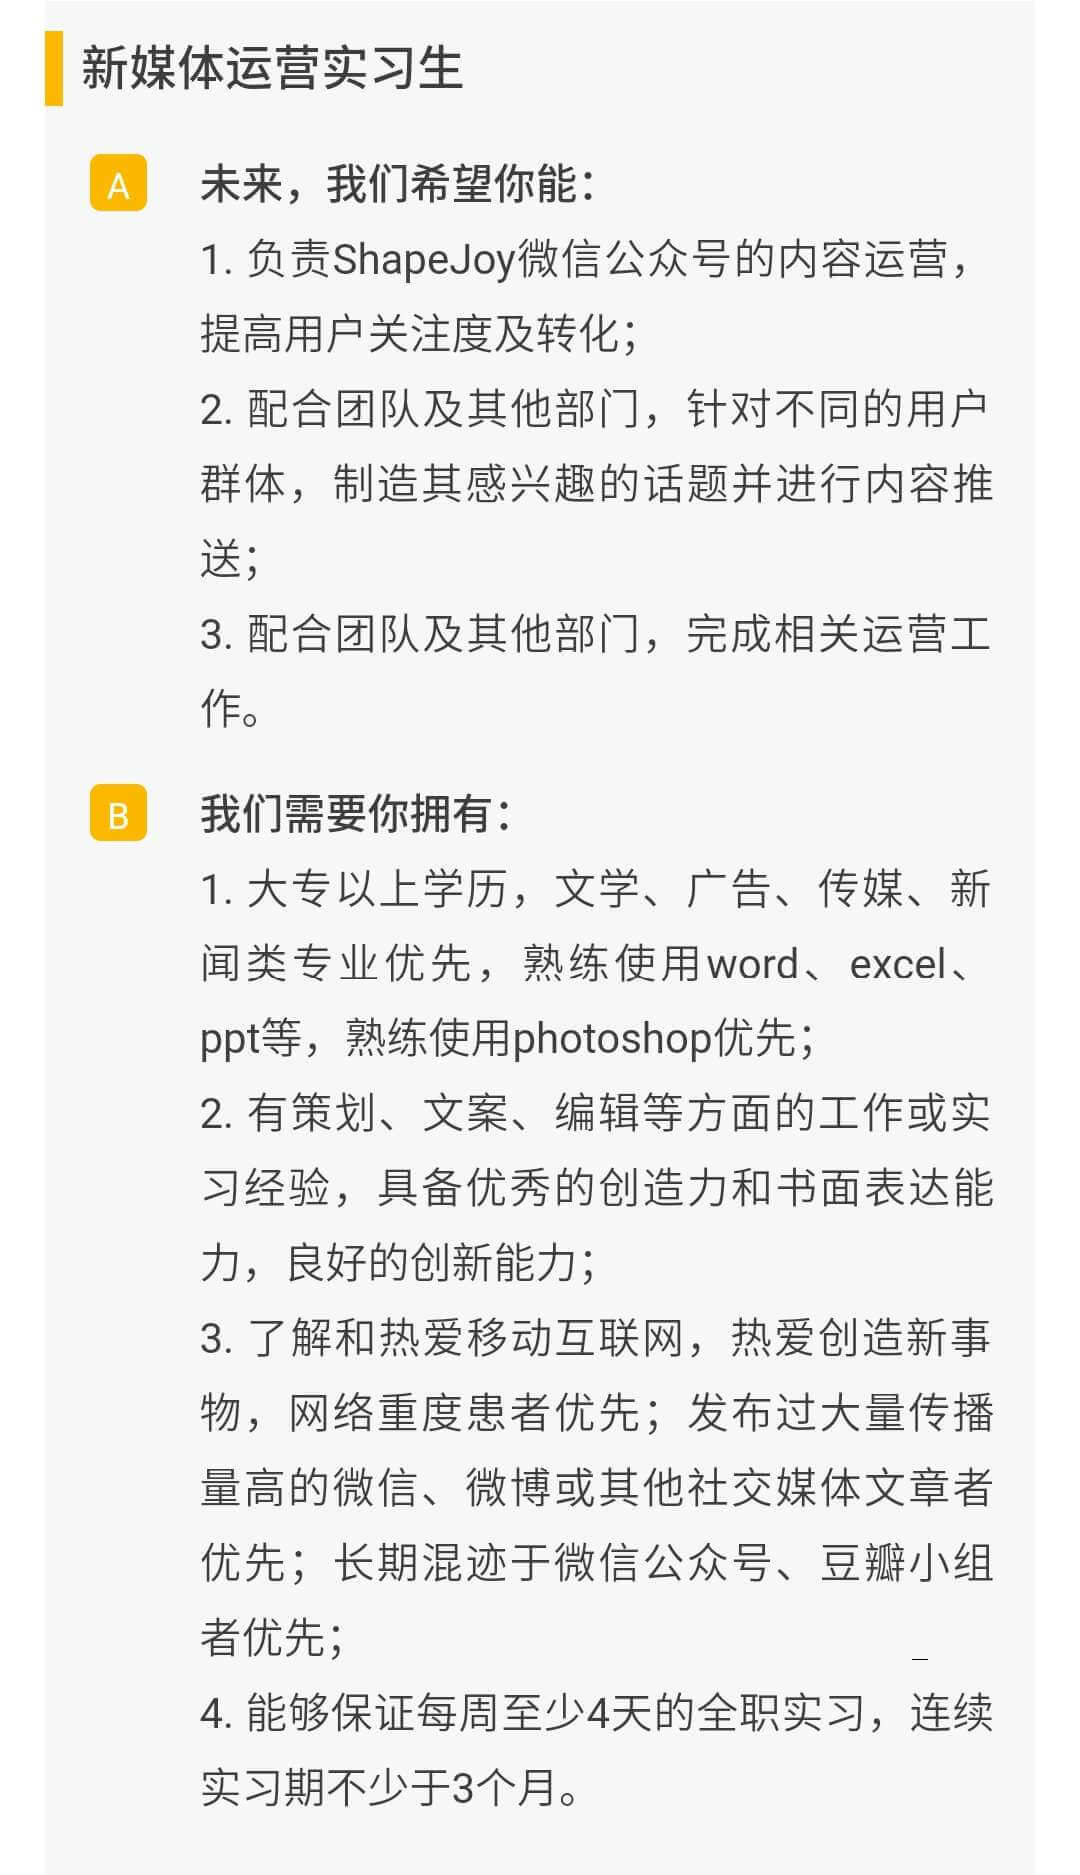 新媒体运营实习生
A 未来，我们希望你能：
1. 负责ShapeJoy微信公众号的内容运营，
提高用户关注度及转化；
2. 配合团队及其他部门，针对不同的用户
群体，制造其感兴趣的话题并进行内容推
送；
3. 配合团队及其他部门，完成相关运营工
作。
B 我们需要你拥有：
1. 大专以上学历，文学、广告、传媒、新
闻类专业优先，熟练使用word、excel、
ppt等，熟练使用photoshop优先；
2. 有策划、文案、编辑等方面的工作或实
习经验，具备优秀的创造力和书面表达能
力，良好的创新能力；
3. 了解和热爱移动互联网，热爱创造新事
物，网络重度患者优先；发布过大量传播
量高的微信、微博或其他社交媒体文章者
优先；长期混迹于微信公众号、豆瓣小组
者优先；
4. 能够保证每周至少4天的全职实习，连续
实习期不少于3个月。